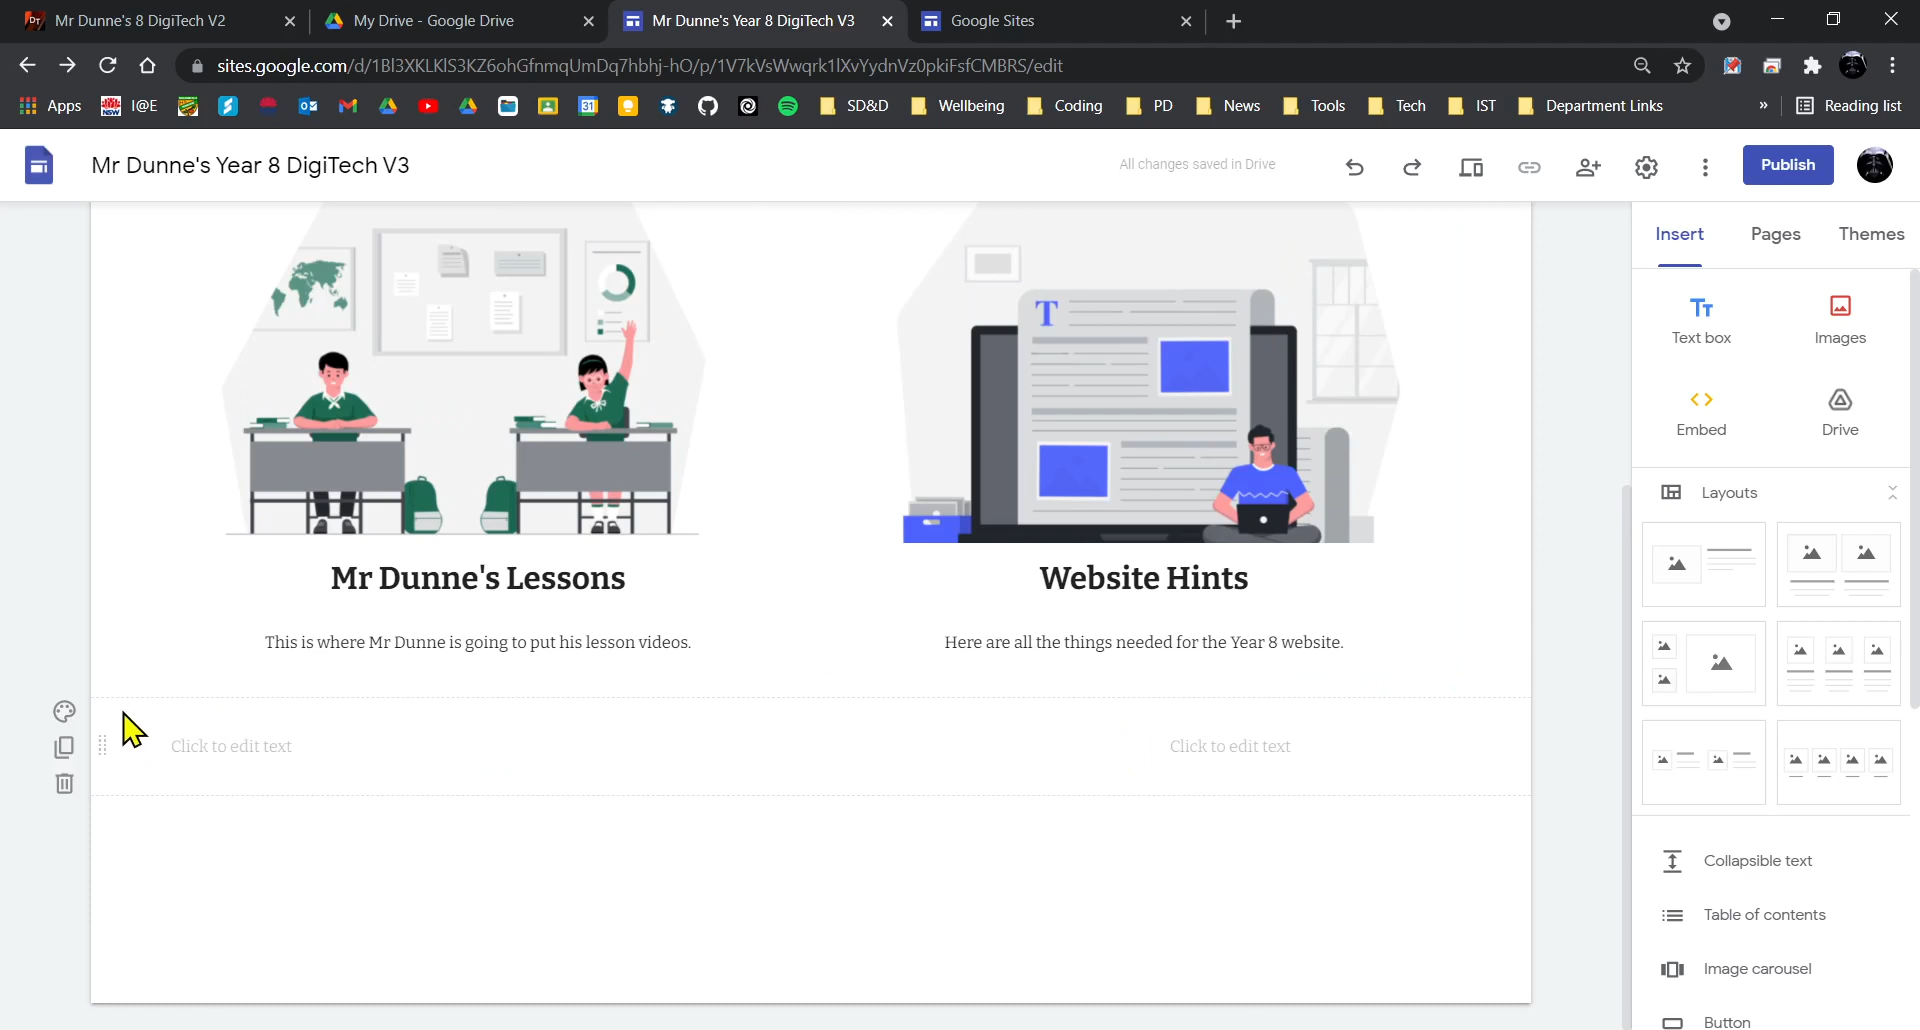 Mr Dunne's 8 DigiTech V2
My Drive - Google Drive
Mr Dunne's Year 8 DigiTech V3
Google Sites
sites.google.com/d/1Bl3XKLKlS3KZ6ohGfnmqUmDq7hbhj-hO/p/1V7kVsWwqrk1lXvYydnVz0pkiFsfCMBRS/edit
Apps
I@E
SD&D
Wellbeing
Coding
PD
News
Tools
Tech
IST
Department Links
»
Reading list
Mr Dunne's Year 8 DigiTech V3
All changes saved in Drive
Publish
Insert
Pages
Themes
Text box
Images
Embed
Drive
Layouts
T
Mr Dunne's Lessons
Website Hints
This is where Mr Dunne is going to put his lesson videos.
Here are all the things needed for the Year 8 website.
Click to edit text
Click to edit text
Collapsible text
Table of contents
Image carousel
Button